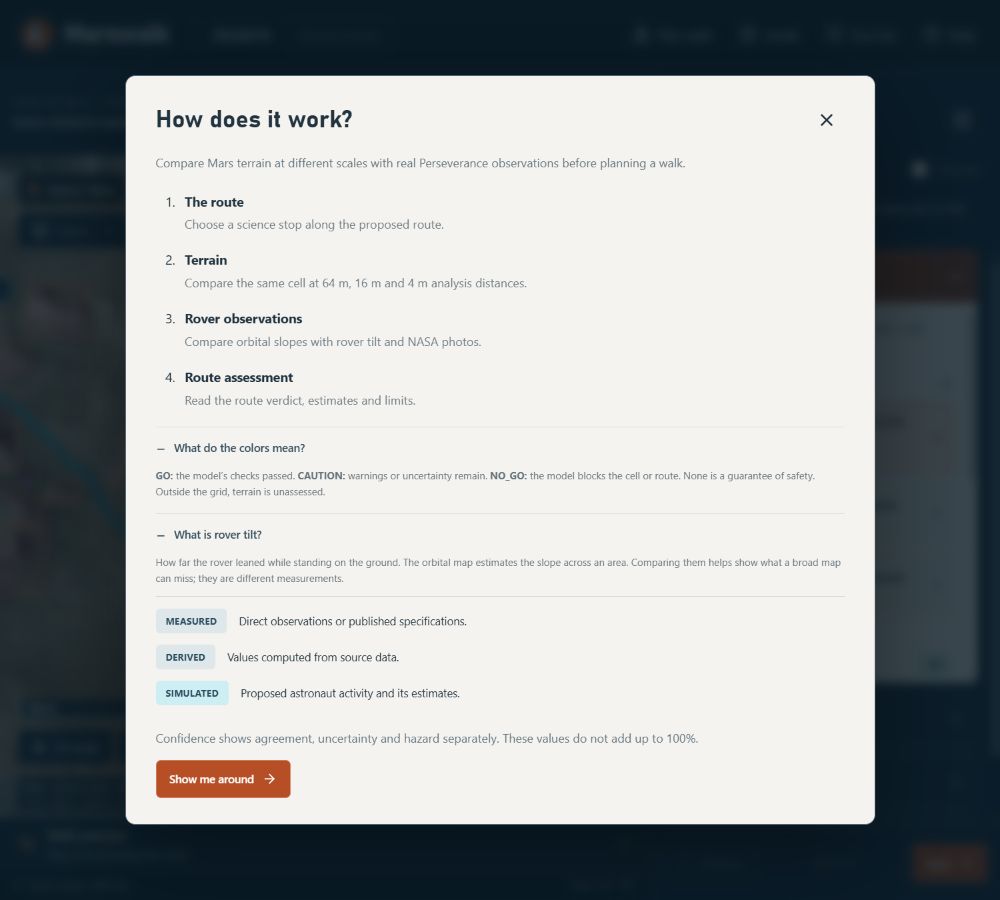 How does it work?
Compare Mars terrain at different scales with real Perseverance observations before planning a walk.
1. The route
Choose a science stop along the proposed route.
2. Terrain
Compare the same cell at 64 m, 16 m and 4 m analysis distances.
3. Rover observations
Compare orbital slopes with rover tilt and NASA photos.
4. Route assessment
Read the route verdict, estimates and limits.
– What do the colors mean?
GO: the model's checks passed. CAUTION: warnings or uncertainty remain. NO_GO: the model blocks the cell or route. None is a guarantee of safety.
Outside the grid, terrain is unassessed.
– What is rover tilt?
How far the rover leaned while standing on the ground. The orbital map estimates the slope across an area. Comparing them helps show what a broad map
can miss; they are different measurements.
MEASURED Direct observations or published specifications.
DERIVED Values computed from source data.
SIMULATED Proposed astronaut activity and its estimates.
Confidence shows agreement, uncertainty and hazard separately. These values do not add up to 100%.
Show me around →